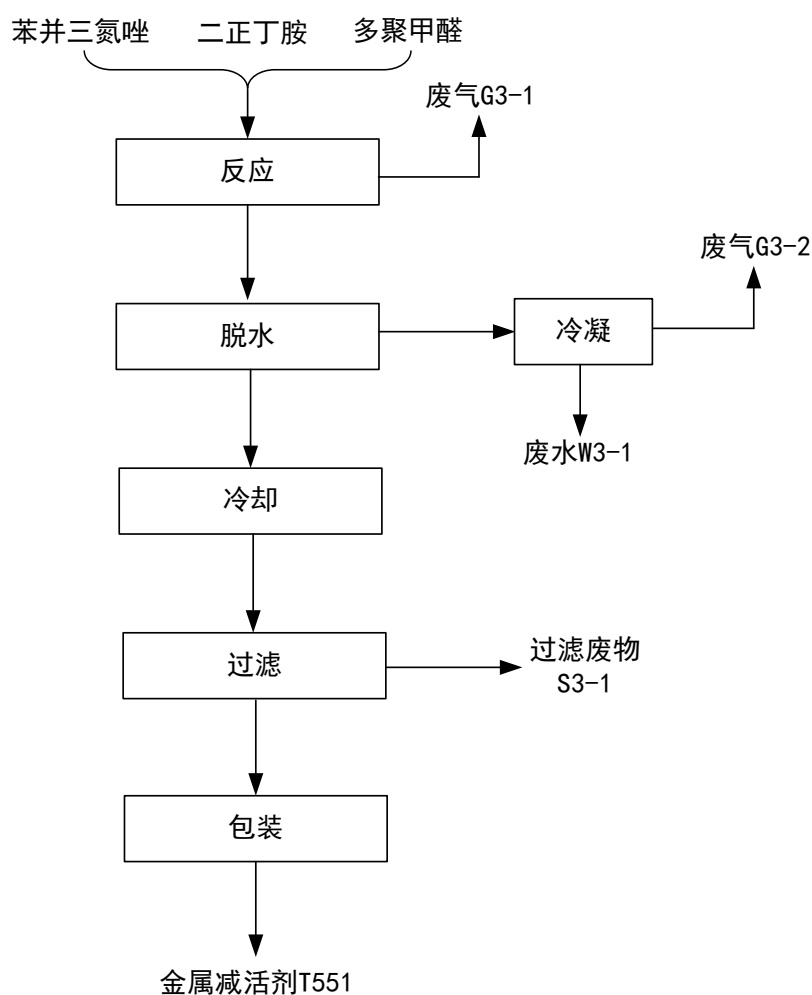 苯并三氮唑 二正丁胺 多聚甲醛
废气G3-1
反应
废气G3-2
脱水
冷凝
废水W3-1
冷却
过滤
过滤废物
S3-1
包装
金属减活剂T551